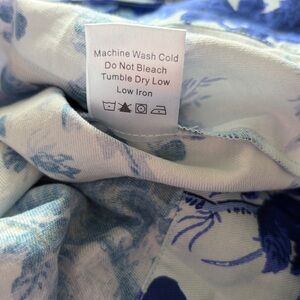 Machine Wash Cold
Do Not Bleach
Tumble Dry Low
Low Iron